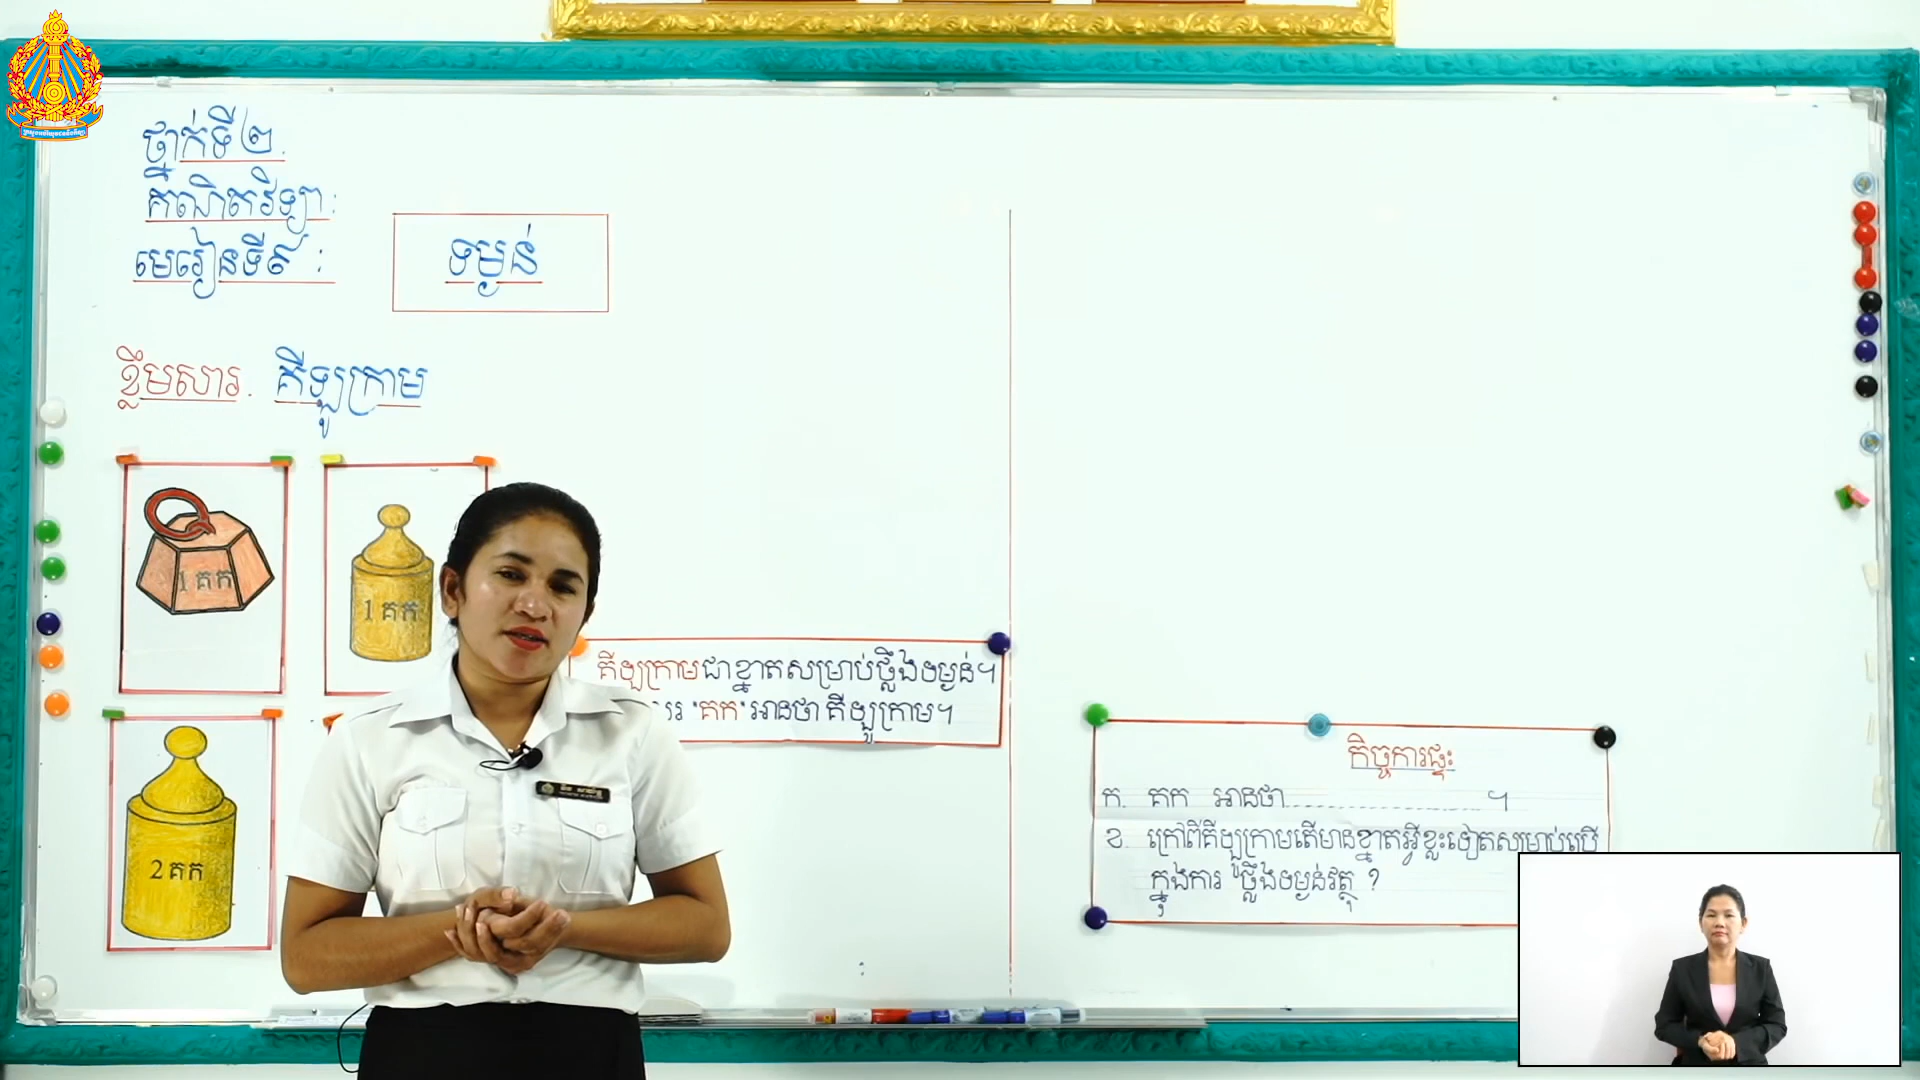 ថ្នាក់ទី២.
គណិតវិទ្យា:
មេរៀនទី៩ :
ទម្ងន់
ខ្លឹមសារ. គីឡូក្រាម
1 គក
1 គក
2 គក
គីឡូក្រាមជាខ្នាតសម្រាប់ថ្លឹងទម្ងន់។
"គក" អានថា គីឡូក្រាម។
កិច្ចការផ្ទះ
ក. គក អានថា.......................។
ខ. ក្រៅពីគីឡូក្រាមតើមានខ្នាតអ្វីខ្លះទៀតសម្រាប់ប្រើ
ក្នុងការ ថ្លឹងទម្ងន់វត្ថុ ?